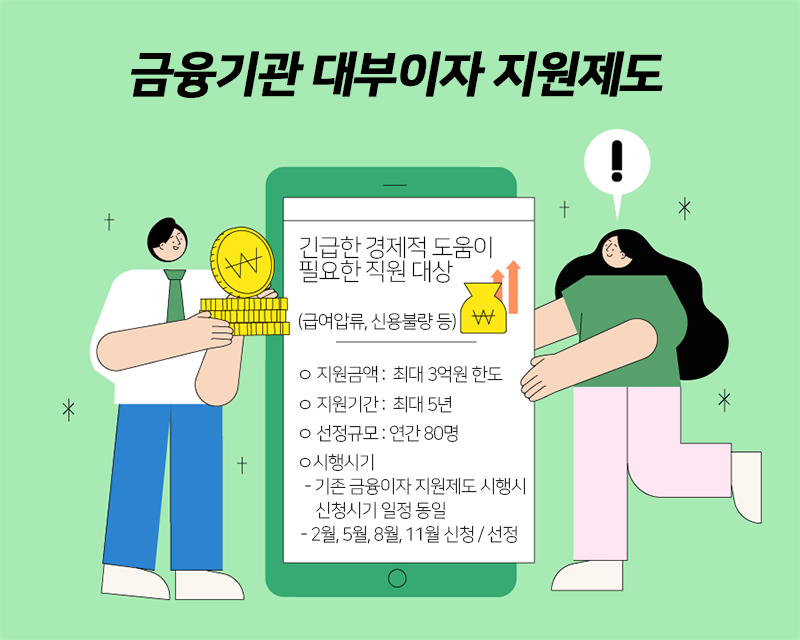 금융기관 대부이자 지원제도
!
긴급한 경제적 도움이
필요한 직원 대상
(급여압류, 신용불량 등)
₩
₩
ㅇ 지원금액 : 최대 3억원 한도
ㅇ 지원기간 : 최대 5년
ㅇ 선정규모 : 연간 80명
ㅇ시행시기
- 기존 금융이자 지원제도 시행시
신청시기 일정 동일
- 2월, 5월, 8월, 11월 신청 / 선정